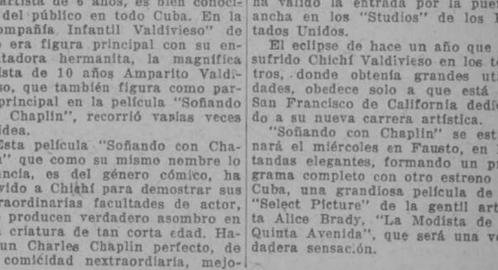 artista de 6 años, es bien conoci-
del público en todo Cuba. En la
ompañía Infantil Valdivieso" de
era figura principal con su en-
tadora hermanita, la magnífica
ista de 10 años Amparito Valdi-
so, que también figura como par-
principal en la película "Soñando
Chaplin", recorrió varias veces
idea.
Esta película "Soñando con Cha-
n" que como su mismo nombre lo
ancia, es del género cómico, ha
vido a Chichí para demostrar sus
raordinarias facultades de actor,
producen verdadero asombro en
criatura de tan corta edad. Ha-
un Charles Chaplin perfecto, de
comicidad nextraordiaria, mejo-
ha valido la entrada por la puer
ancha en los "Studios" de los E
tados Unidos.
El eclipse de hace un año que
sufrido Chichí Valdivieso en los te
tros, donde obtenía grandes ut
dades, obedece solo a que está
San Francisco de California dedi
do a su nueva carrera artística.
"Soñando con Chaplin" se est
nará el miércoles en Fausto, en
tandas elegantes, formando un p
grama completo con otro estreno
Cuba, una grandiosa película de
"Select Picture" de la gentil art
ta Alice Brady. "La Modista de
Quinta Avenida", que será una v
dadera sensación.